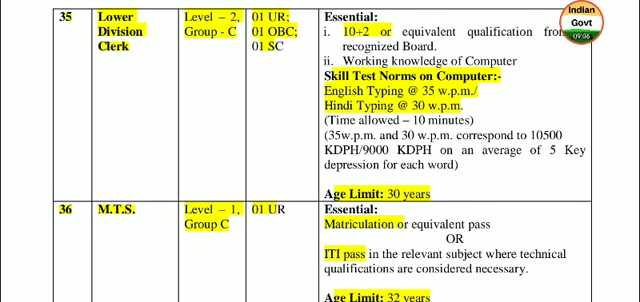 Indian
Govt
09:06
35 Lower Level – 2, 01 UR; Essential:
Division Group - C 01 OBC; i. 10+2 or equivalent qualification from
Clerk 01 SC recognized Board.
ii. Working knowledge of Computer
Skill Test Norms on Computer:-
English Typing @ 35 w.p.m./
Hindi Typing @ 30 w.p.m.
(Time allowed – 10 minutes)
(35w.p.m. and 30 w.p.m. correspond to 10500
KDPH/9000 KDPH on an average of 5 Key
depression for each word)
Age Limit: 30 years
36 M.T.S. Level – 1, 01 UR Essential:
Group C Matriculation or equivalent pass
OR
ITI pass in the relevant subject where technical
qualifications are considered necessary.
Age Limit: 32 years